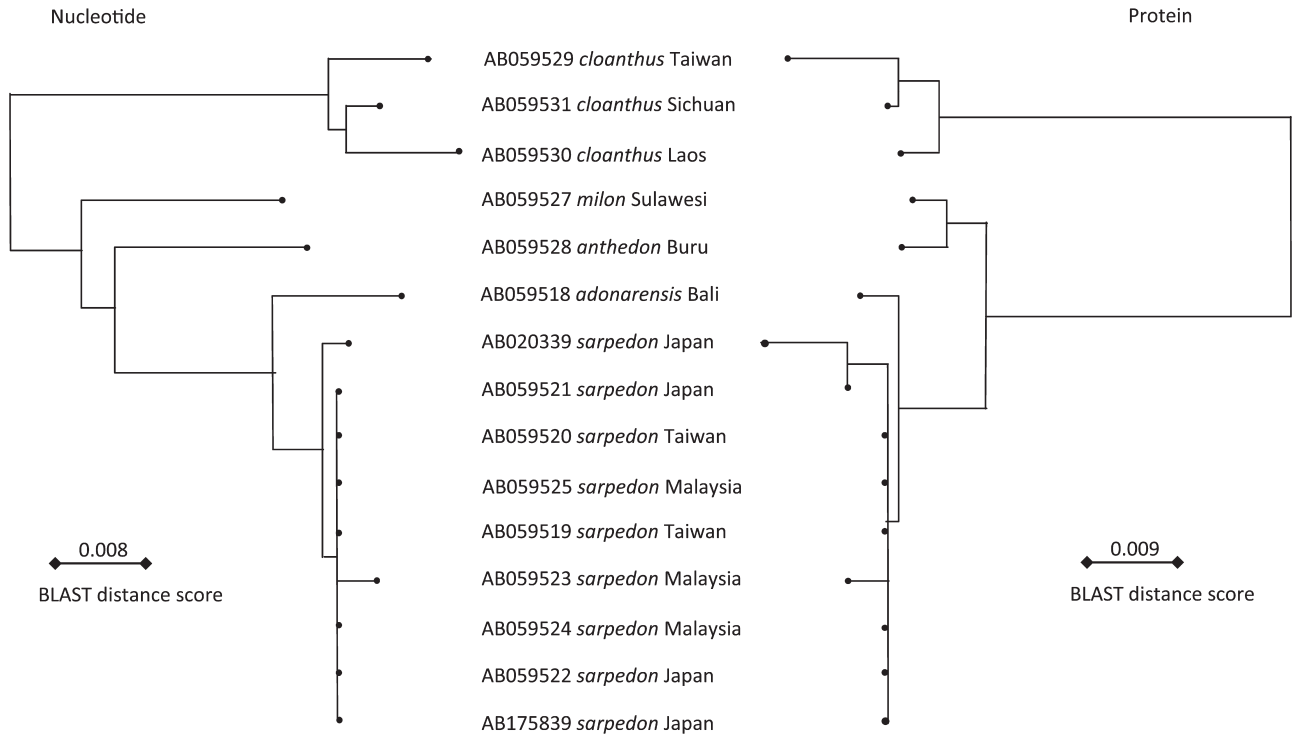 Nucleotide
Protein
AB059529 cloanthus Taiwan
AB059531 cloanthus Sichuan
AB059530 cloanthus Laos
AB059527 milon Sulawesi
AB059528 anthedon Buru
AB059518 adonarensis Bali
AB020339 sarpedon Japan
AB059521 sarpedon Japan
AB059520 sarpedon Taiwan
AB059525 sarpedon Malaysia
AB059519 sarpedon Taiwan
AB059523 sarpedon Malaysia
AB059524 sarpedon Malaysia
AB059522 sarpedon Japan
AB175839 sarpedon Japan
0.008
BLAST distance score
0.009
BLAST distance score